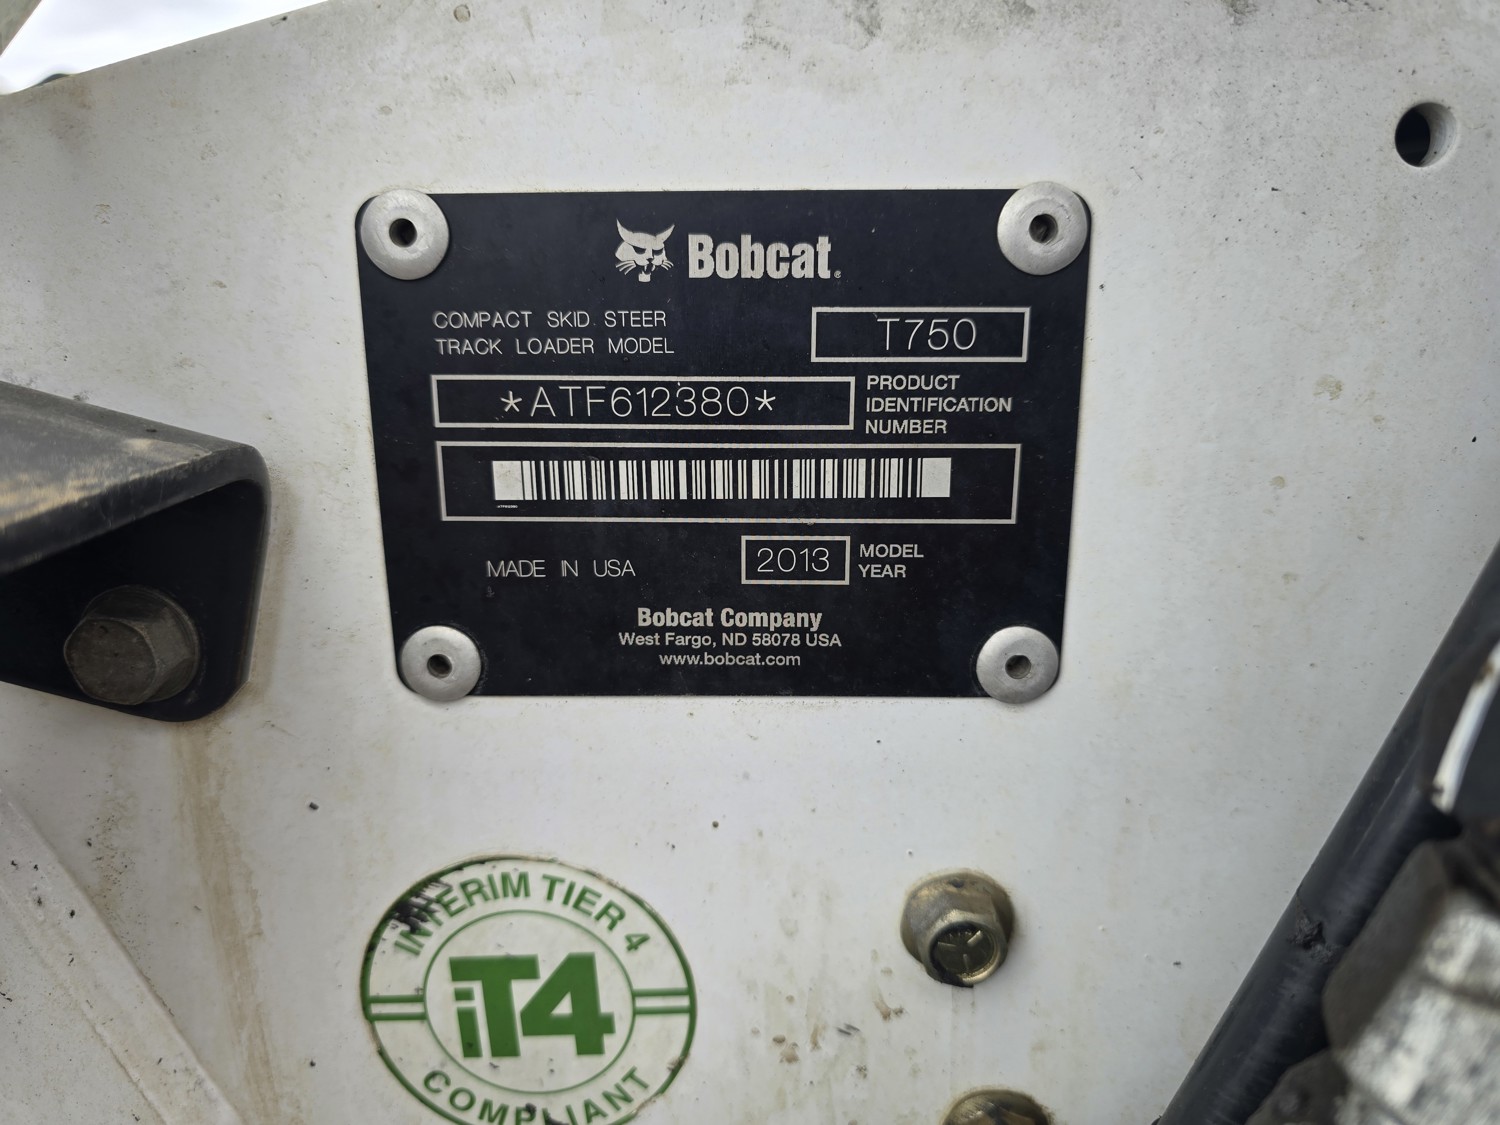 Bobcat®
COMPACT SKID STEER
TRACK LOADER MODEL
T750
*ATF612380*
PRODUCT
IDENTIFICATION
NUMBER
MADE IN USA
2013
MODEL
YEAR
Bobcat Company
West Fargo, ND 58078 USA
www.bobcat.com
INTERIM TIER 4
iT4
COMPLIANT